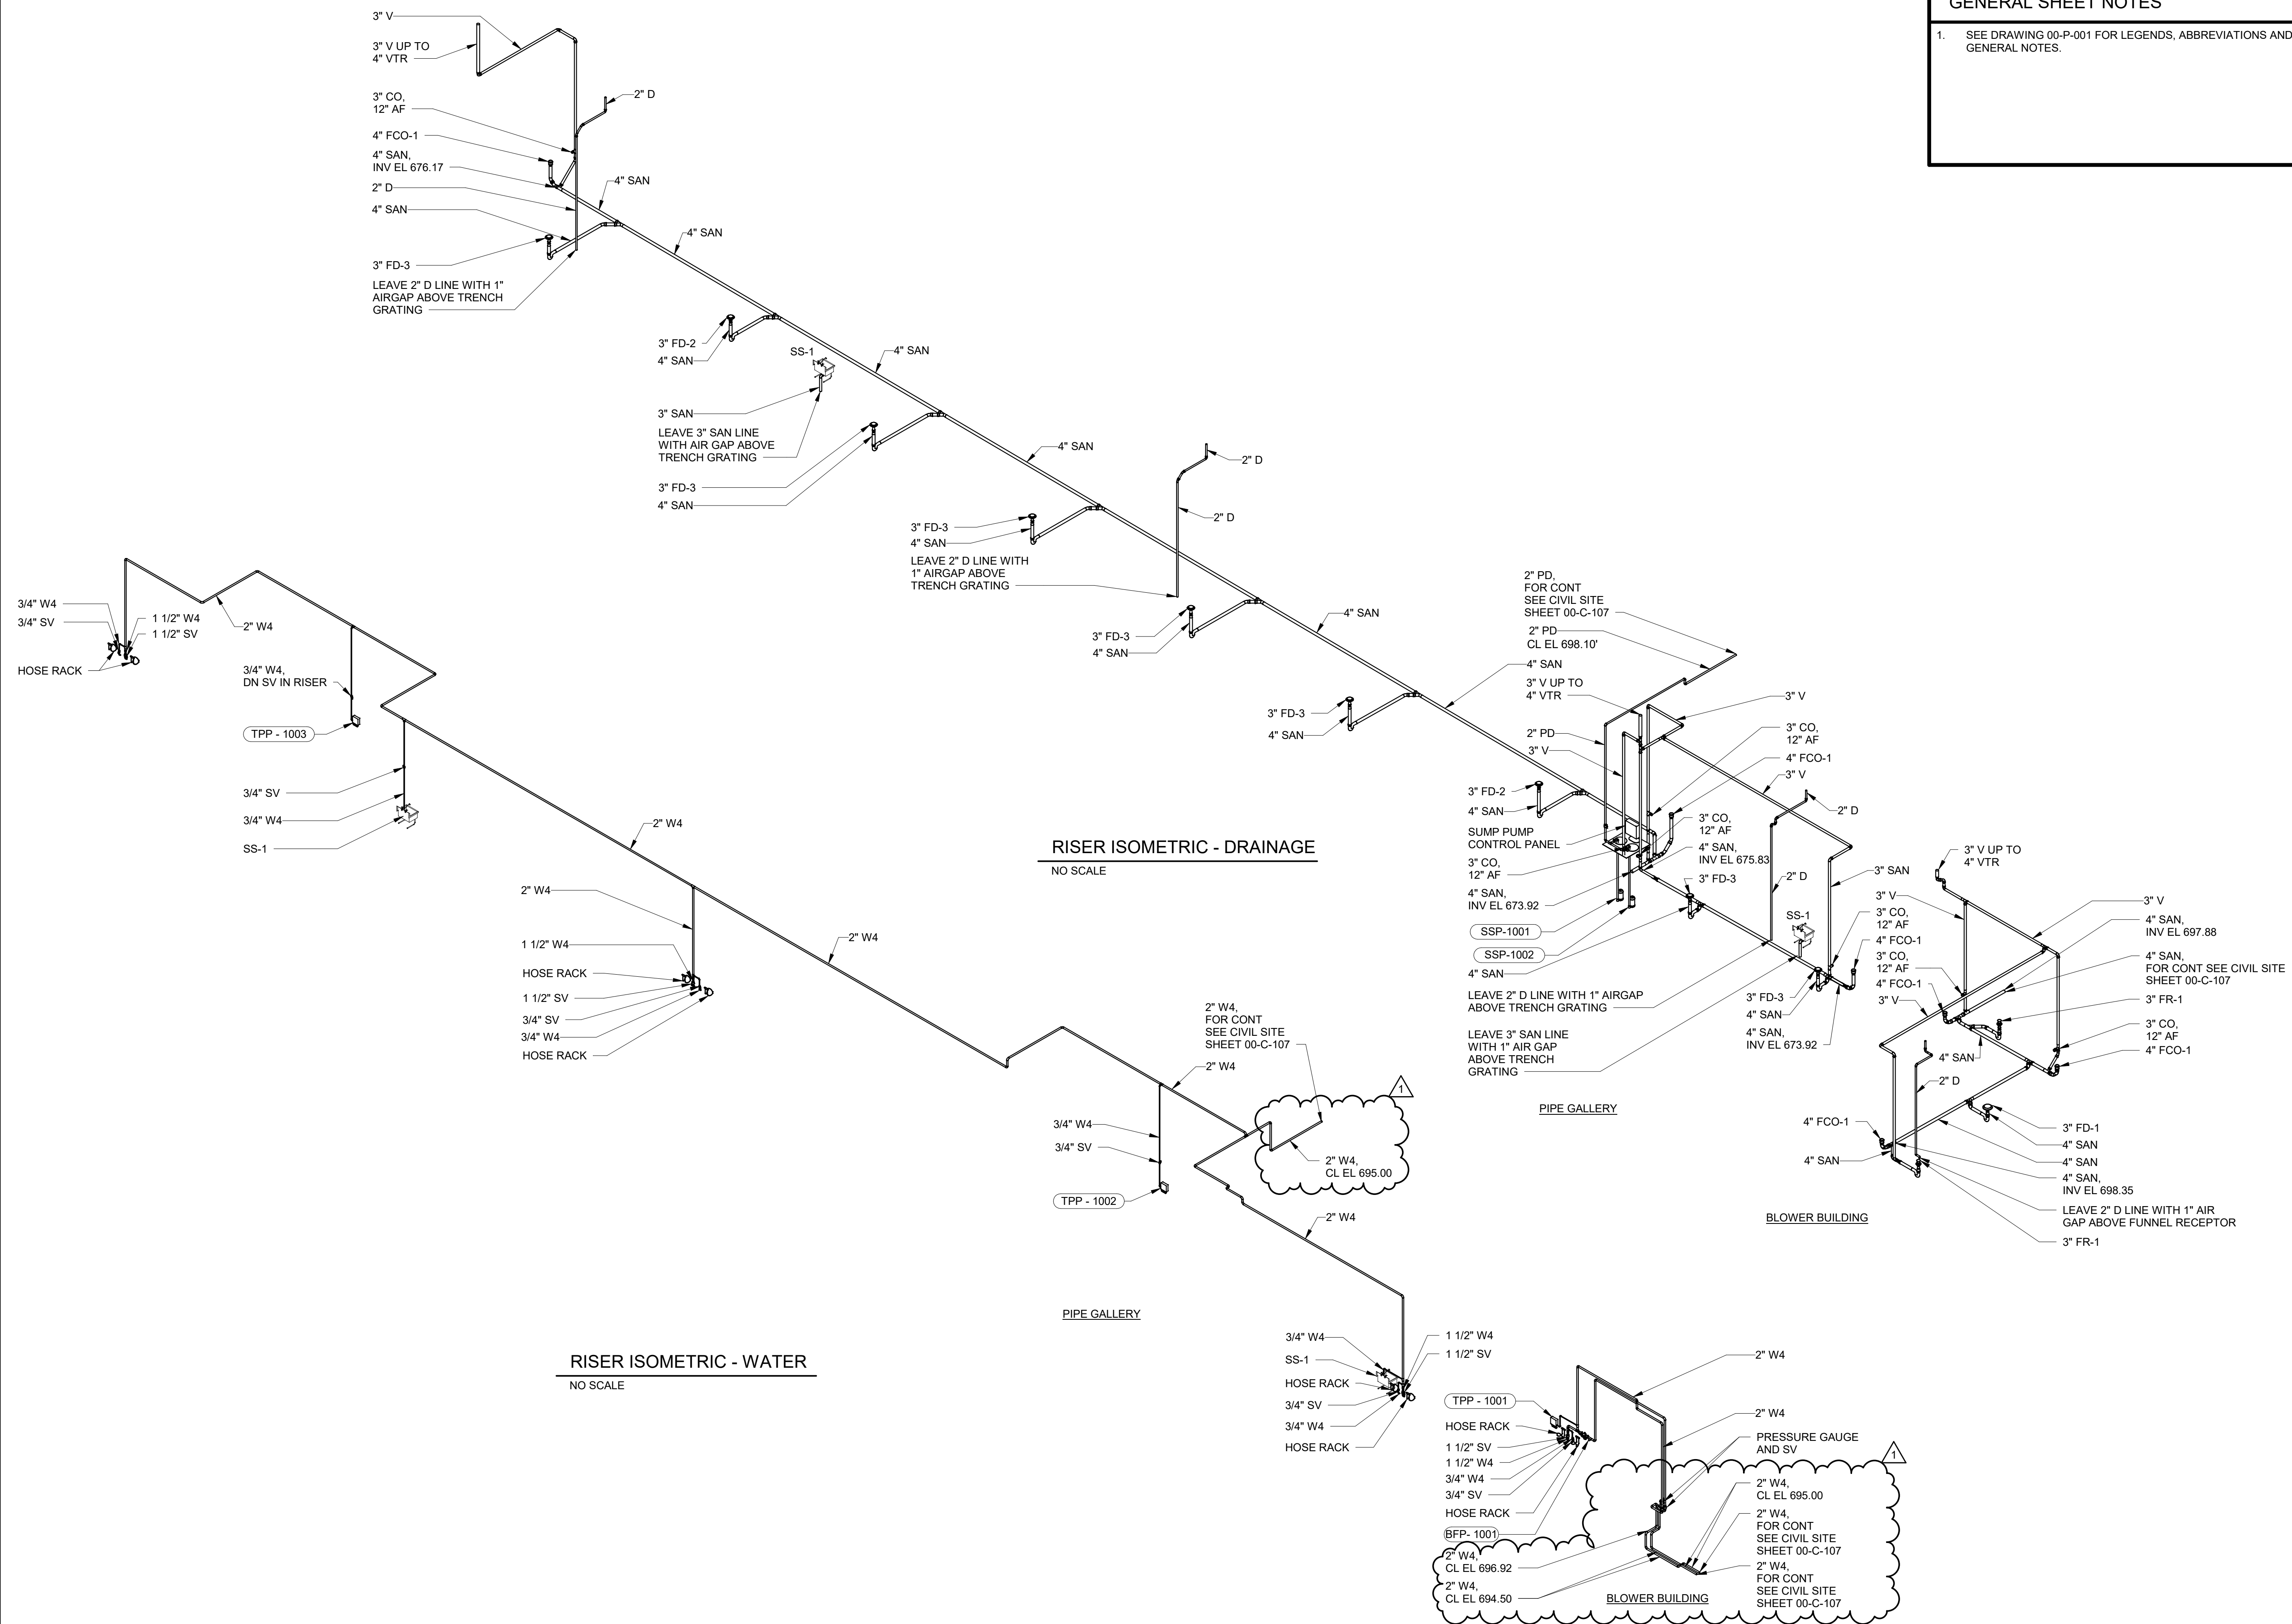 GENERAL SHEET NOTES
1. SEE DRAWING 00-P-001 FOR LEGENDS, ABBREVIATIONS AND
GENERAL NOTES.
3" V
3" V UP TO
4" VTR
3" CO,
12" AF
2" D
4" FCO-1
4" SAN,
INV EL 676.17
2" D
4" SAN
4" SAN
3" FD-3
LEAVE 2" D LINE WITH 1"
AIRGAP ABOVE TRENCH
GRATING
4" SAN
3" FD-2
4" SAN
SS-1
4" SAN
3" SAN
LEAVE 3" SAN LINE
WITH AIR GAP ABOVE
TRENCH GRATING
3" FD-3
4" SAN
4" SAN
2" D
2" D
3" FD-3
4" SAN
LEAVE 2" D LINE WITH
1" AIRGAP ABOVE
TRENCH GRATING
3" FD-3
4" SAN
4" SAN
3" FD-3
4" SAN
2" PD,
FOR CONT
SEE CIVIL SITE
SHEET 00-C-107
2" PD
CL EL 698.10'
4" SAN
3" V UP TO
4" VTR
2" PD
3" V
3" FD-2
4" SAN
SUMP PUMP
CONTROL PANEL
3" CO,
12" AF
4" SAN,
INV EL 673.92
SSP-1001
SSP-1002
4" SAN
LEAVE 2" D LINE WITH 1" AIRGAP
ABOVE TRENCH GRATING
LEAVE 3" SAN LINE
WITH 1" AIR GAP
ABOVE TRENCH
GRATING
3" V
3" CO,
12" AF
4" FCO-1
3" V
2" D
3" CO,
12" AF
4" SAN,
INV EL 675.83
3" FD-3
2" D
3" SAN
SS-1
3" CO,
12" AF
4" FCO-1
3" FD-3
4" SAN
4" SAN,
INV EL 673.92
PIPE GALLERY
RISER ISOMETRIC - DRAINAGE
NO SCALE
3" V UP TO
4" VTR
3" V
3" V
4" SAN,
INV EL 697.88
3" CO,
12" AF
4" FCO-1
3" V
4" SAN,
FOR CONT SEE CIVIL SITE
SHEET 00-C-107
3" FR-1
3" CO,
12" AF
4" FCO-1
4" SAN
2" D
4" FCO-1
4" SAN
3" FD-1
4" SAN
4" SAN
4" SAN,
INV EL 698.35
LEAVE 2" D LINE WITH 1" AIR
GAP ABOVE FUNNEL RECEPTOR
3" FR-1
BLOWER BUILDING
3/4" W4
3/4" SV
HOSE RACK
1 1/2" W4
1 1/2" SV
2" W4
3/4" W4,
DN SV IN RISER
TPP - 1003
3/4" SV
3/4" W4
SS-1
2" W4
2" W4
1 1/2" W4
HOSE RACK
1 1/2" SV
3/4" SV
3/4" W4
HOSE RACK
2" W4
2" W4,
FOR CONT
SEE CIVIL SITE
SHEET 00-C-107
2" W4
1
3/4" W4
3/4" SV
TPP - 1002
2" W4,
CL EL 695.00
2" W4
PIPE GALLERY
RISER ISOMETRIC - WATER
NO SCALE
3/4" W4
SS-1
HOSE RACK
3/4" SV
3/4" W4
HOSE RACK
1 1/2" W4
1 1/2" SV
2" W4
TPP - 1001
HOSE RACK
1 1/2" SV
1 1/2" W4
3/4" W4
3/4" SV
HOSE RACK
BFP- 1001
2" W4,
CL EL 696.92
2" W4,
CL EL 694.50
2" W4
PRESSURE GAUGE
AND SV
1
2" W4,
CL EL 695.00
2" W4,
FOR CONT
SEE CIVIL SITE
SHEET 00-C-107
2" W4,
FOR CONT
SEE CIVIL SITE
SHEET 00-C-107
BLOWER BUILDING